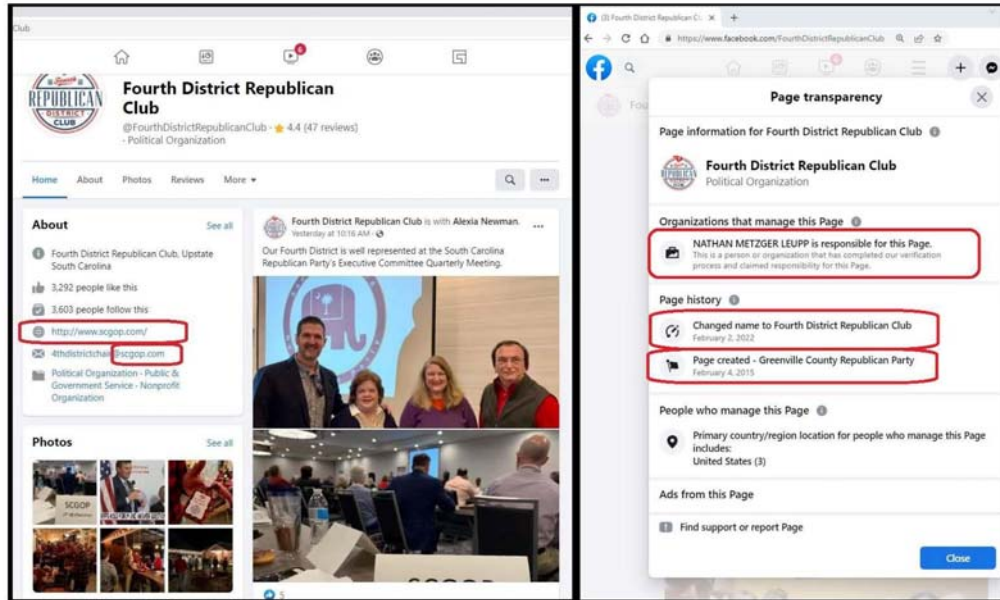 Club
6
REPUBLICAN
DISTRICT
CLUB
Fourth District Republican
Club
@FourthDistrictRepublicanClub · 4.4 (47 reviews)
· Political Organization
Home About Photos Reviews More
About See all
Fourth District Republican Club, Upstate
South Carolina
3,292 people like this
3,603 people follow this
http://www.scgop.com/
4thdistrictchair@scgop.com
Political Organization · Public &
Government Service · Nonprofit
Organization
Photos See all
SCGOP
Fourth District Republican Club is with Alexia Newman.
Yesterday at 10:16 AM ·
Our Fourth District is well represented at the South Carolina
Republican Party's Executive Committee Quarterly Meeting.
SCGOP
5
(3) Fourth District Republican C
https://www.facebook.com/FourthDistrictRepublicanClub
6
Fou
Page transparency
Page information for Fourth District Republican Club
REPUBLICAN
Fourth District Republican Club
Political Organization
Organizations that manage this Page
NATHAN METZGER LEUPP is responsible for this Page.
This is a person or organization that has completed our verification
process and claimed responsibility for this Page.
Page history
Changed name to Fourth District Republican Club
February 2, 2022
Page created - Greenville County Republican Party
February 4, 2015
People who manage this Page
Primary country/region location for people who manage this Page
includes:
United States (3)
Ads from this Page
Find support or report Page
Close